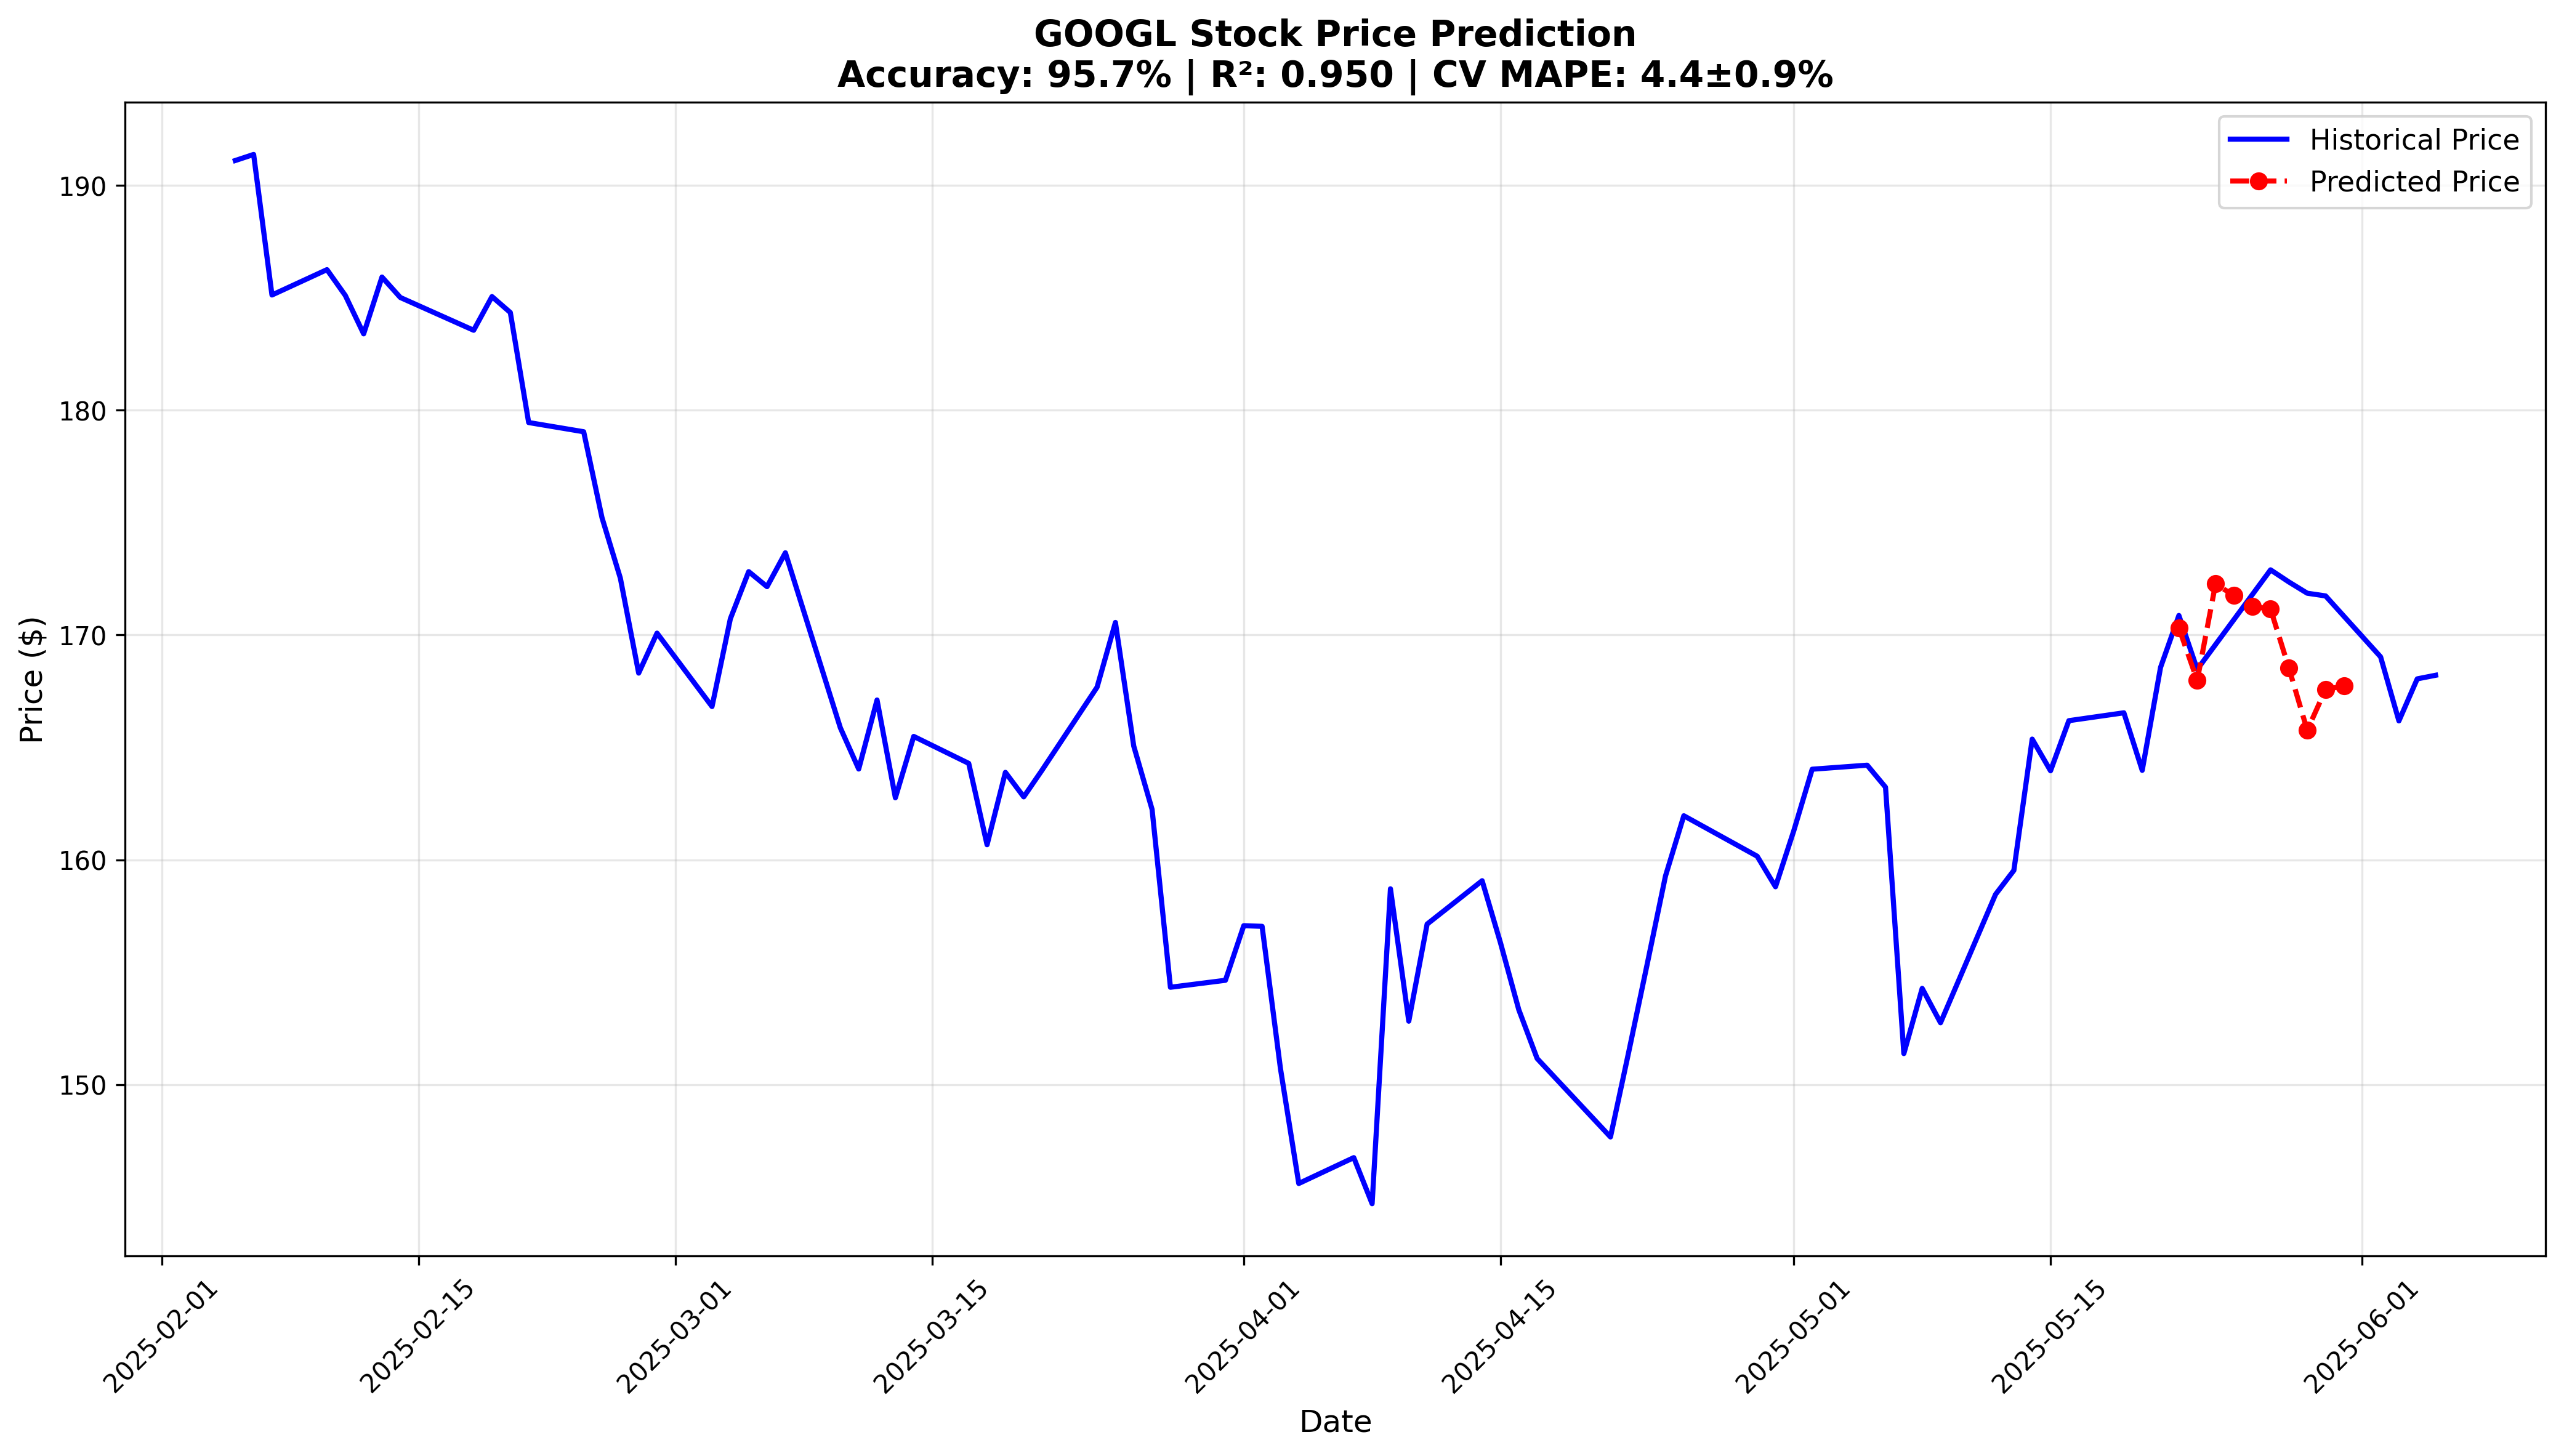 GOOGL Stock Price Prediction
Accuracy: 95.7% | R²: 0.950 | CV MAPE: 4.4±0.9%
Historical Price
Predicted Price
Price ($)
190
180
170
160
150
2025-02-01
2025-02-15
2025-03-01
2025-03-15
2025-04-01
2025-04-15
2025-05-01
2025-05-15
2025-06-01
Date